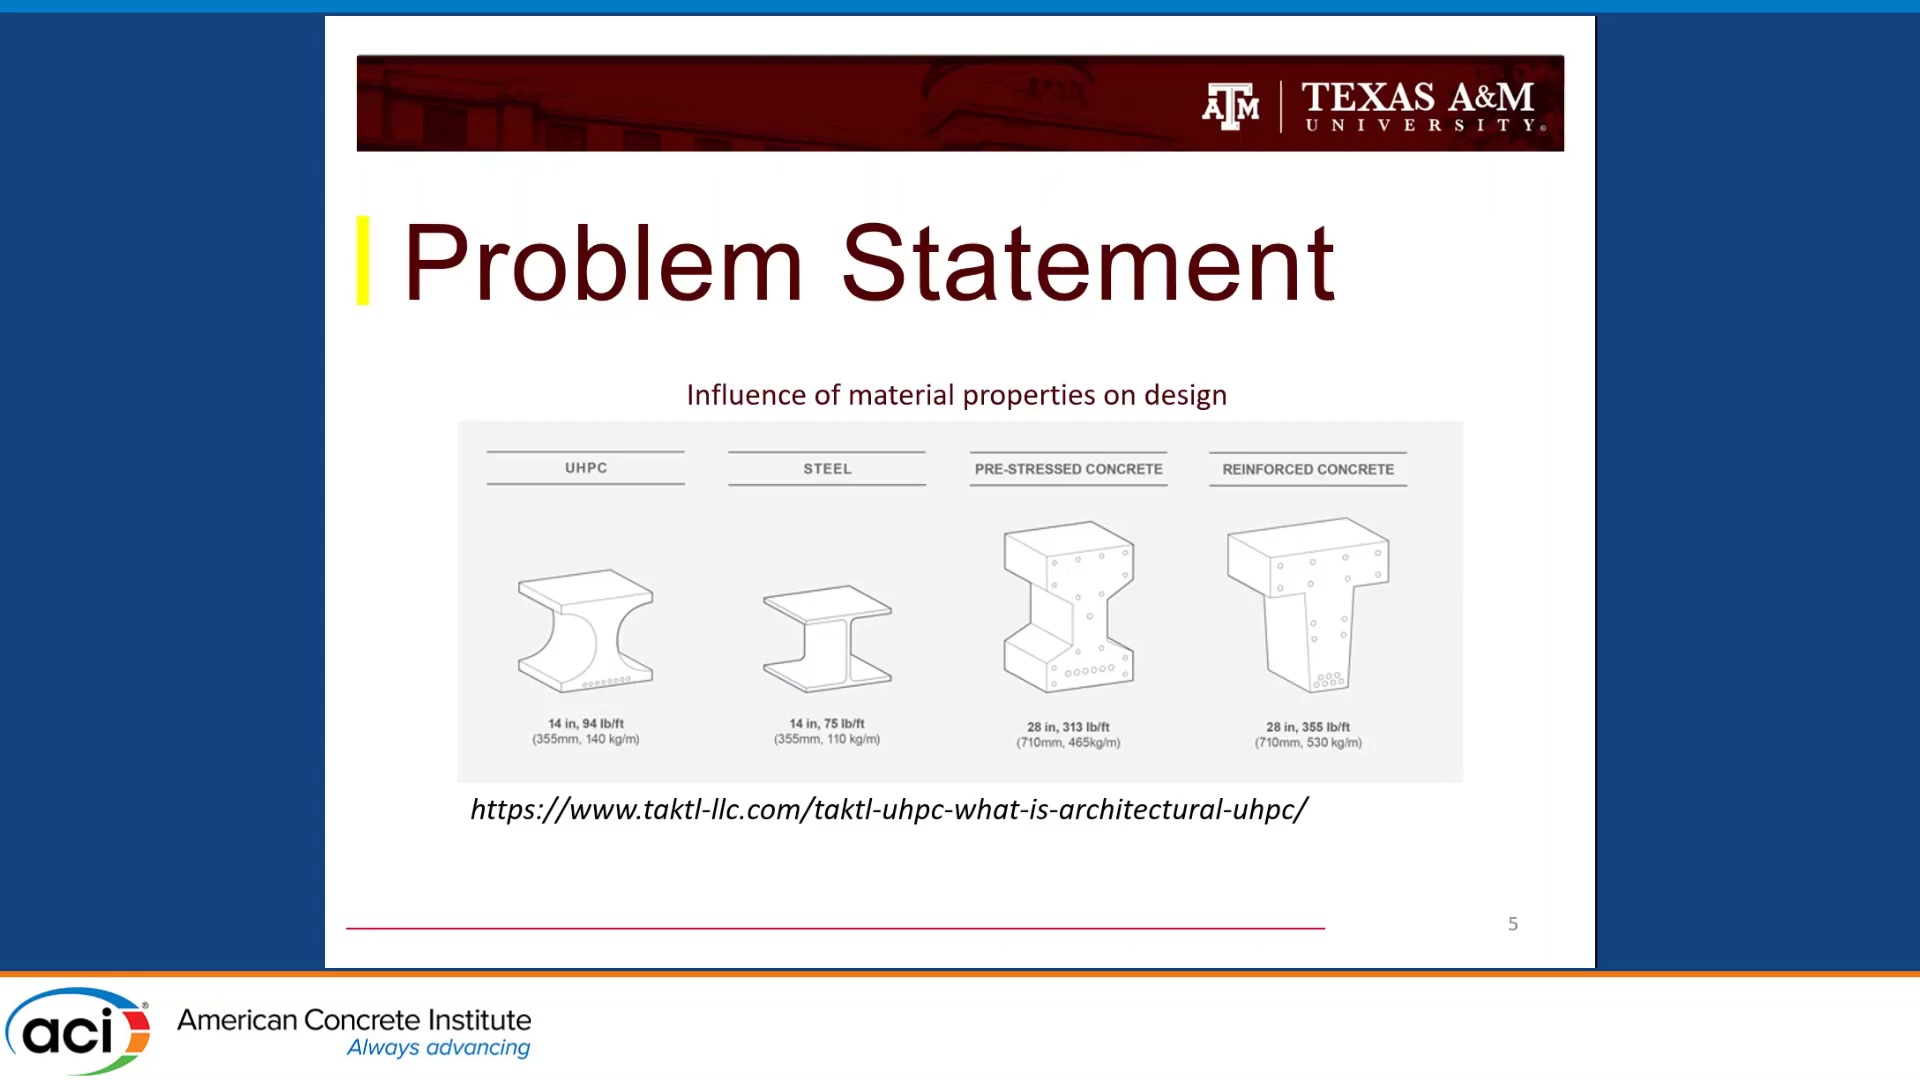 ATM
TEXAS A&M
UNIVERSITY®
Problem Statement
Influence of material properties on design
UHPC
STEEL
PRE-STRESSED CONCRETE
REINFORCED CONCRETE
14 in, 94 lb/ft
(355mm, 140 kg/m)
14 in, 75 lb/ft
(355mm, 110 kg/m)
28 in, 313 lb/ft
(710mm, 465kg/m)
28 in, 355 lb/ft
(710mm, 530 kg/m)
https://www.taktl-llc.com/taktl-uhpc-what-is-architectural-uhpc/
5
aci®
American Concrete Institute
Always advancing